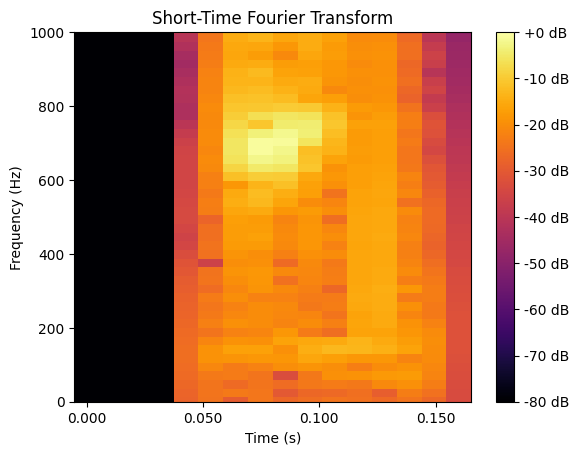 Short-Time Fourier Transform
1000
800
600
400
200
0
Frequency (Hz)
0.000
0.050
0.100
0.150
Time (s)
+0 dB
-10 dB
-20 dB
-30 dB
-40 dB
-50 dB
-60 dB
-70 dB
-80 dB